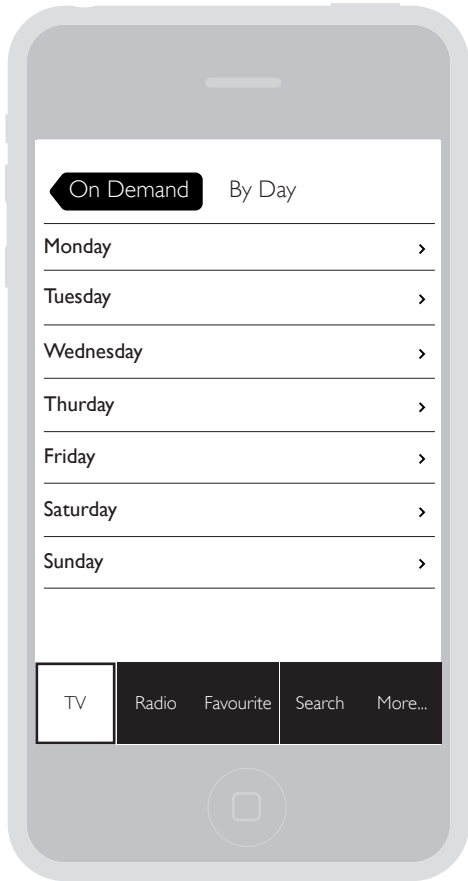 On Demand By Day
Monday
Tuesday
Wednesday
Thurday
Friday
Saturday
Sunday
TV Radio Favourite Search More...